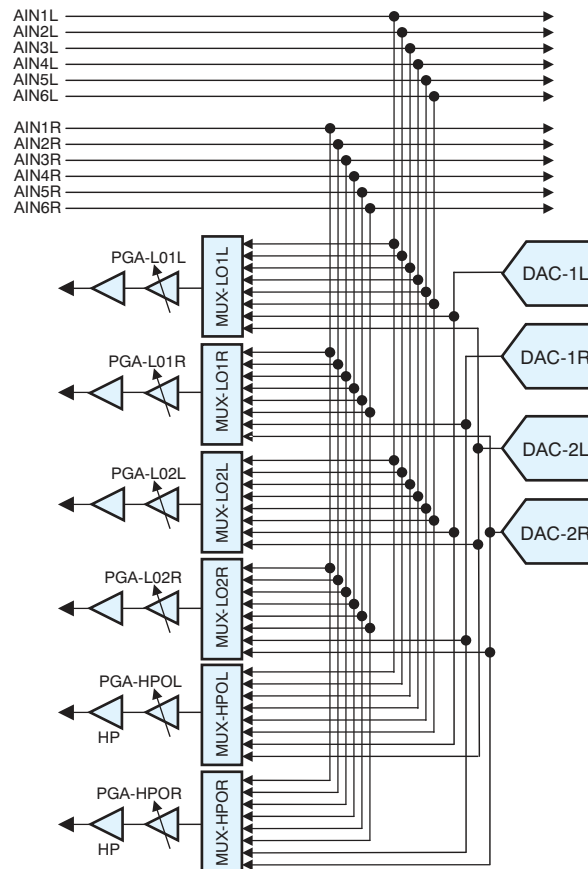 AIN1L
AIN2L
AIN3L
AIN4L
AIN5L
AIN6L
AIN1R
AIN2R
AIN3R
AIN4R
AIN5R
AIN6R
PGA-L01L
MUX-LO1L
DAC-1L
PGA-L01R
MUX-LO1R
DAC-1R
PGA-L02L
MUX-LO2L
DAC-2L
DAC-2R
PGA-L02R
MUX-LO2R
PGA-HPOL
HP
MUX-HPOL
PGA-HPOR
HP
MUX-HPOR